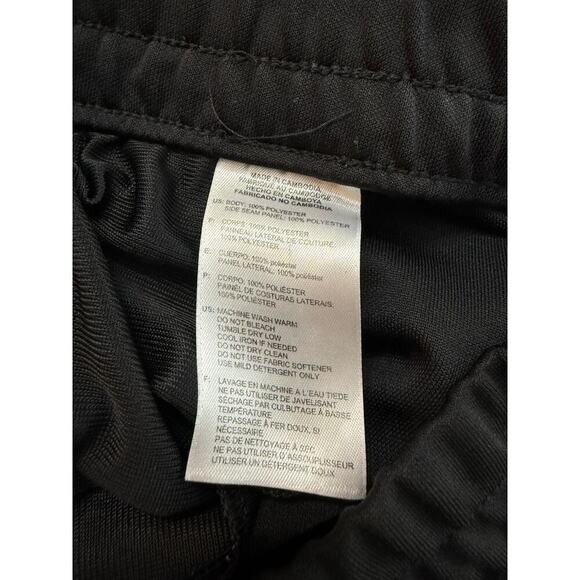 MADE IN CAMBODIA
FABRIQUÉ AU CAMBODGE
HECHO EN CAMBOYA
FABRICADO NO CAMBODIA
US: BODY: 100% POLYESTER
SIDE SEAM PANEL: 100% POLYESTER
F: CORPS: 100% POLYESTER
PANNEAU LATÉRAL DE COUTURE:
100% POLYESTER
E: CUERPO: 100% poliéster
PANEL LATERAL: 100% poliéster
P: CORPO: 100% POLIÉSTER
PAINEL DE COSTURAS LATERAIS:
100% POLIÉSTER
US: MACHINE WASH WARM
DO NOT BLEACH
TUMBLE DRY LOW
COOL IRON IF NEEDED
DO NOT DRY CLEAN
DO NOT USE FABRIC SOFTENER
USE MILD DETERGENT ONLY
F: LAVAGE EN MACHINE A L'EAU TIEDE
NE PAS UTILISER DE JAVELISANT
SÉCHAGE PAR CULBUTAGE À BASSE
TEMPÉRATURE
REPASSAGE À FER DOUX, SI
NÉCESSAIRE
PAS DE NETTOYAGE À SEC
NE PAS UTILISER D'ASSOUPLISSEUR
UTILISER UN DÉTERGENT DOUX